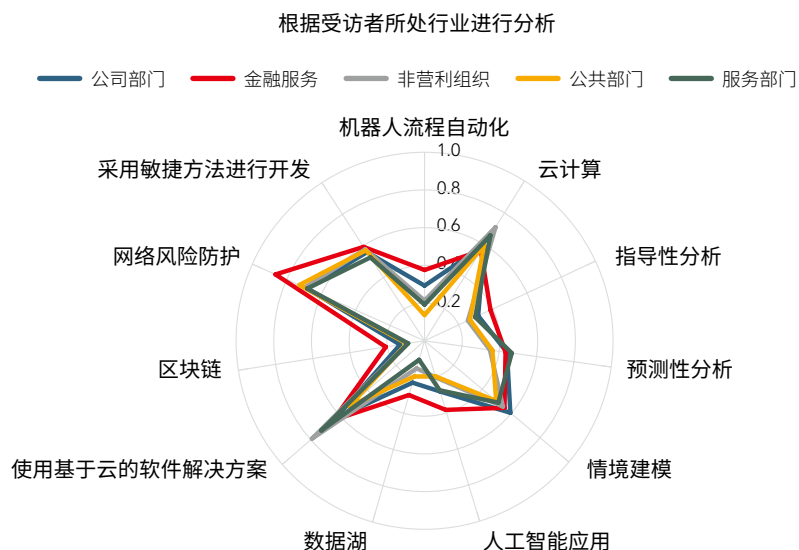 根据受访者所处行业进行分析
公司部门 金融服务 非营利组织 公共部门 服务部门
机器人流程自动化
1.0
采用敏捷方法进行开发
云计算
0.8
0.6
网络风险防护
指导性分析
0.2
区块链
预测性分析
使用基于云的软件解决方案
情境建模
数据湖
人工智能应用